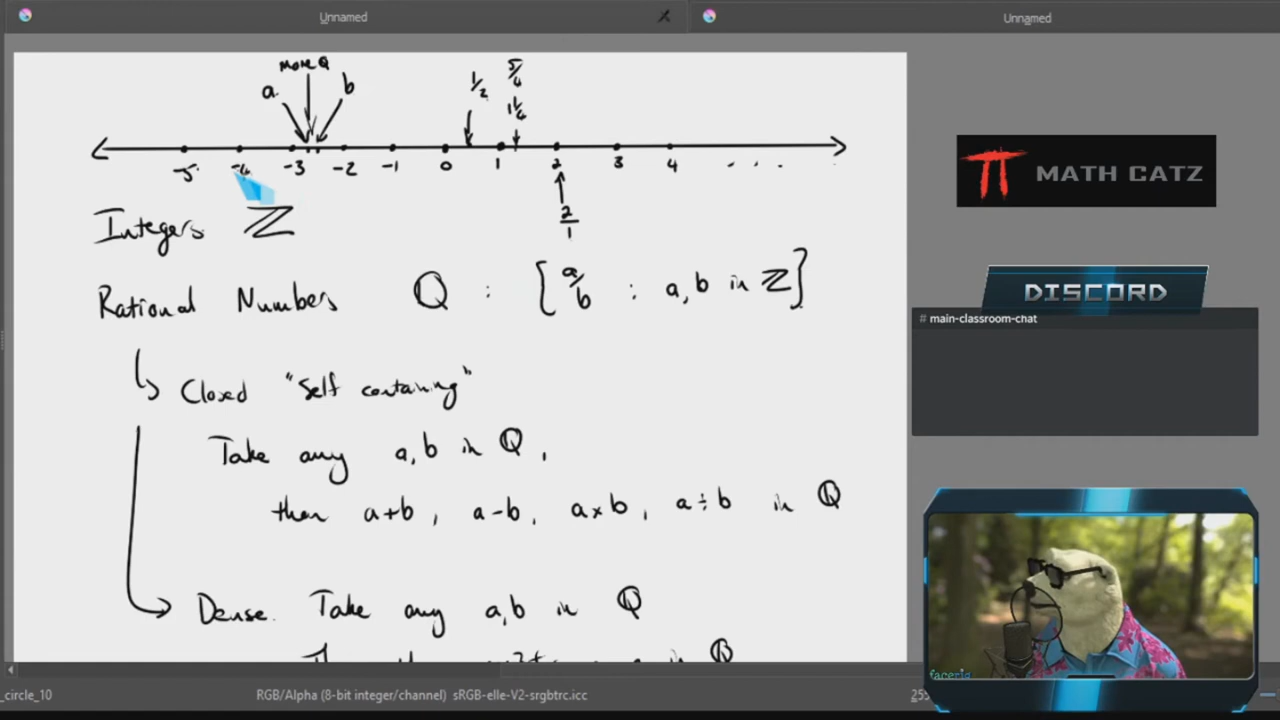 Unnamed
Unnamed
more Q
a
b
1/2
5/4
1 1/4
-5 -4 -3 -2 -1 0 1 2 3 4 . . . .
2/1
Integers ℤ
Rational Numbers ℚ : { a/b : a, b in ℤ }
Closed "Self containing"
Take any a, b in ℚ,
then a+b, a-b, a×b, a÷b in ℚ
Dense. Take any a,b in ℚ
MATH CATZ
DISCORD
# main-classroom-chat
facerig
_circle_10
RGB/Alpha (8-bit integer/channel) sRGB-elle-V2-srgbtrc.icc